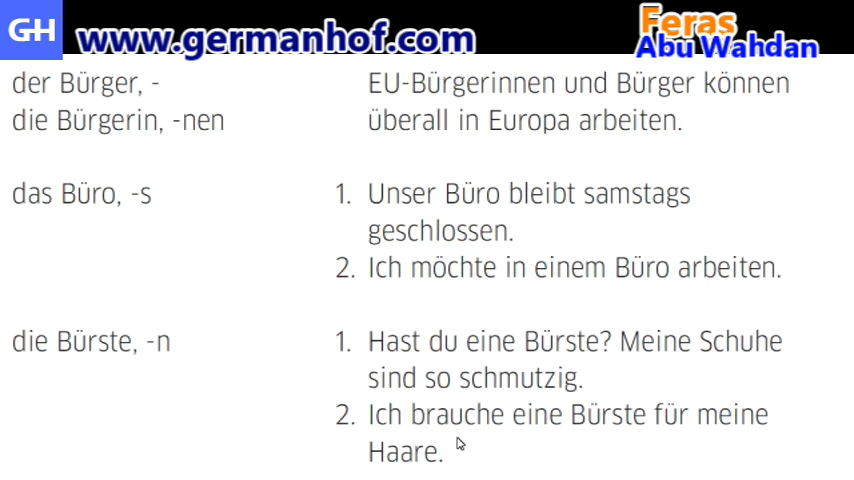 GH
www.germanhof.com
Feras
Abu Wahdan
der Bürger, -
EU-Bürgerinnen und Bürger können
die Bürgerin, -nen
überall in Europa arbeiten.
das Büro, -s
1. Unser Büro bleibt samstags
geschlossen.
2. Ich möchte in einem Büro arbeiten.
die Bürste, -n
1. Hast du eine Bürste? Meine Schuhe
sind so schmutzig.
2. Ich brauche eine Bürste für meine
Haare.